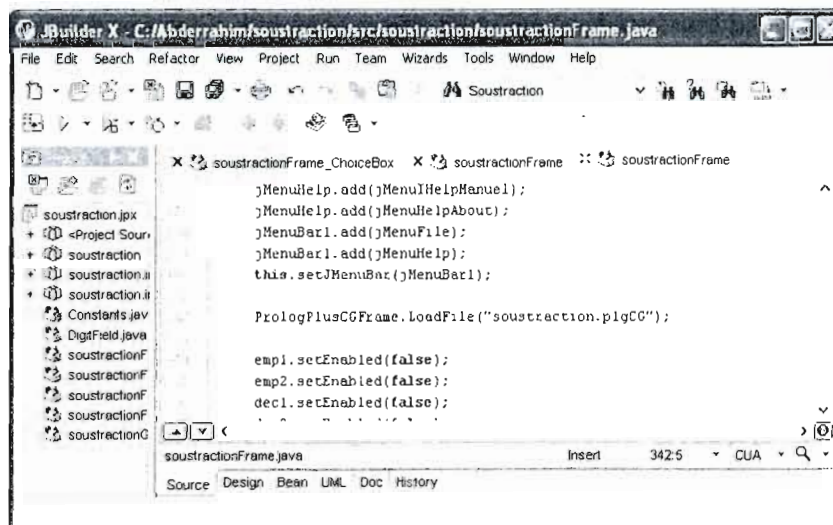 JBuilder X - C:/Abderrahim/soustraction/src/soustraction/soustractionFrame.java
File Edit Search Refactor View Project Run Team Wizards Tools Window Help
Soustraction
soustractionFrame_ChoiceBox soustractionFrame soustractionFrame
soustraction.jpx
<Project Sour
soustraction
soustraction.i
soustraction.ir
Constants.jav
DigitField.java
soustractionF
soustractionF
soustractionF
soustractionF
soustractionG
jMenuHelp.add(jMenuIHelpManuel);
jMenuHelp.add(jMenuHelpAbout);
jMenuBar1.add(jMenuFile);
jMenuBar1.add(jMenuHelp);
this.setJMenuBar(jMenuBar1);
PrologPlusCGFrame.LoadFile("soustraction.plgCG");
emp1.setEnabled(false);
emp2.setEnabled(false);
dec1.setEnabled(false);
soustractionFrame.java Insert 342:5 CUA
Source Design Bean UML Doc History